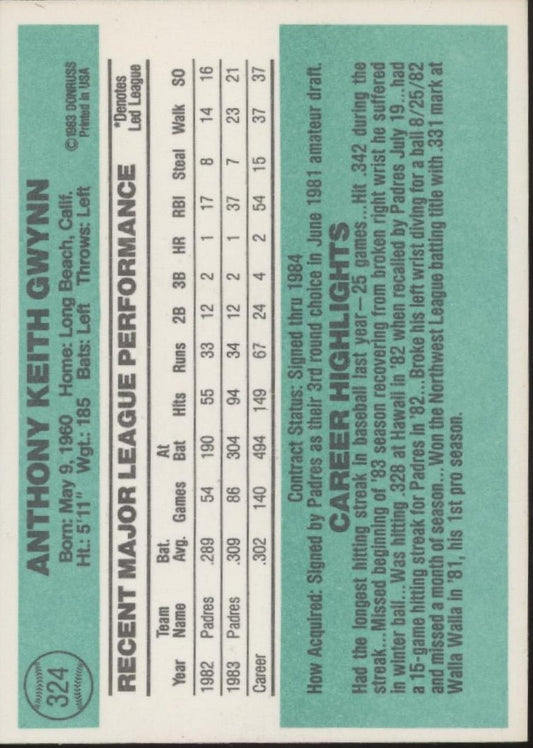 324
ANTHONY KEITH GWYNN
Born: May 9, 1960 Home: Long Beach, Calif.
Ht.: 5'11" Wgt.: 185 Bats: Left Throws: Left
©1983 DONRUSS
Printed in USA
RECENT MAJOR LEAGUE PERFORMANCE
*Denotes
Led League
Year Team Name Bat. Avg. Games At Bat Hits Runs 2B 3B HR RBI Steal Walk SO
1982 Padres .289 54 190 55 33 12 2 1 17 8 14 16
1983 Padres .309 86 304 94 34 12 2 1 37 7 23 21
Career .302 140 494 149 67 24 4 2 54 15 37 37
Contract Status: Signed thru 1984
How Acquired: Signed by Padres as their 3rd round choice in June 1981 amateur draft.
CAREER HIGHLIGHTS
Had the longest hitting streak in baseball last year—25 games...Hit .342 during the
streak...Missed beginning of '83 season recovering from broken right wrist he suffered
in winter ball...Was hitting .328 at Hawaii in '82 when recalled by Padres July 19...had
a 15-game hitting streak for Padres in '82...Broke his left wrist diving for a ball 8/25/82
and missed a month of season...Won the Northwest League batting title with .331 mark at
Walla Walla in '81, his 1st pro season.